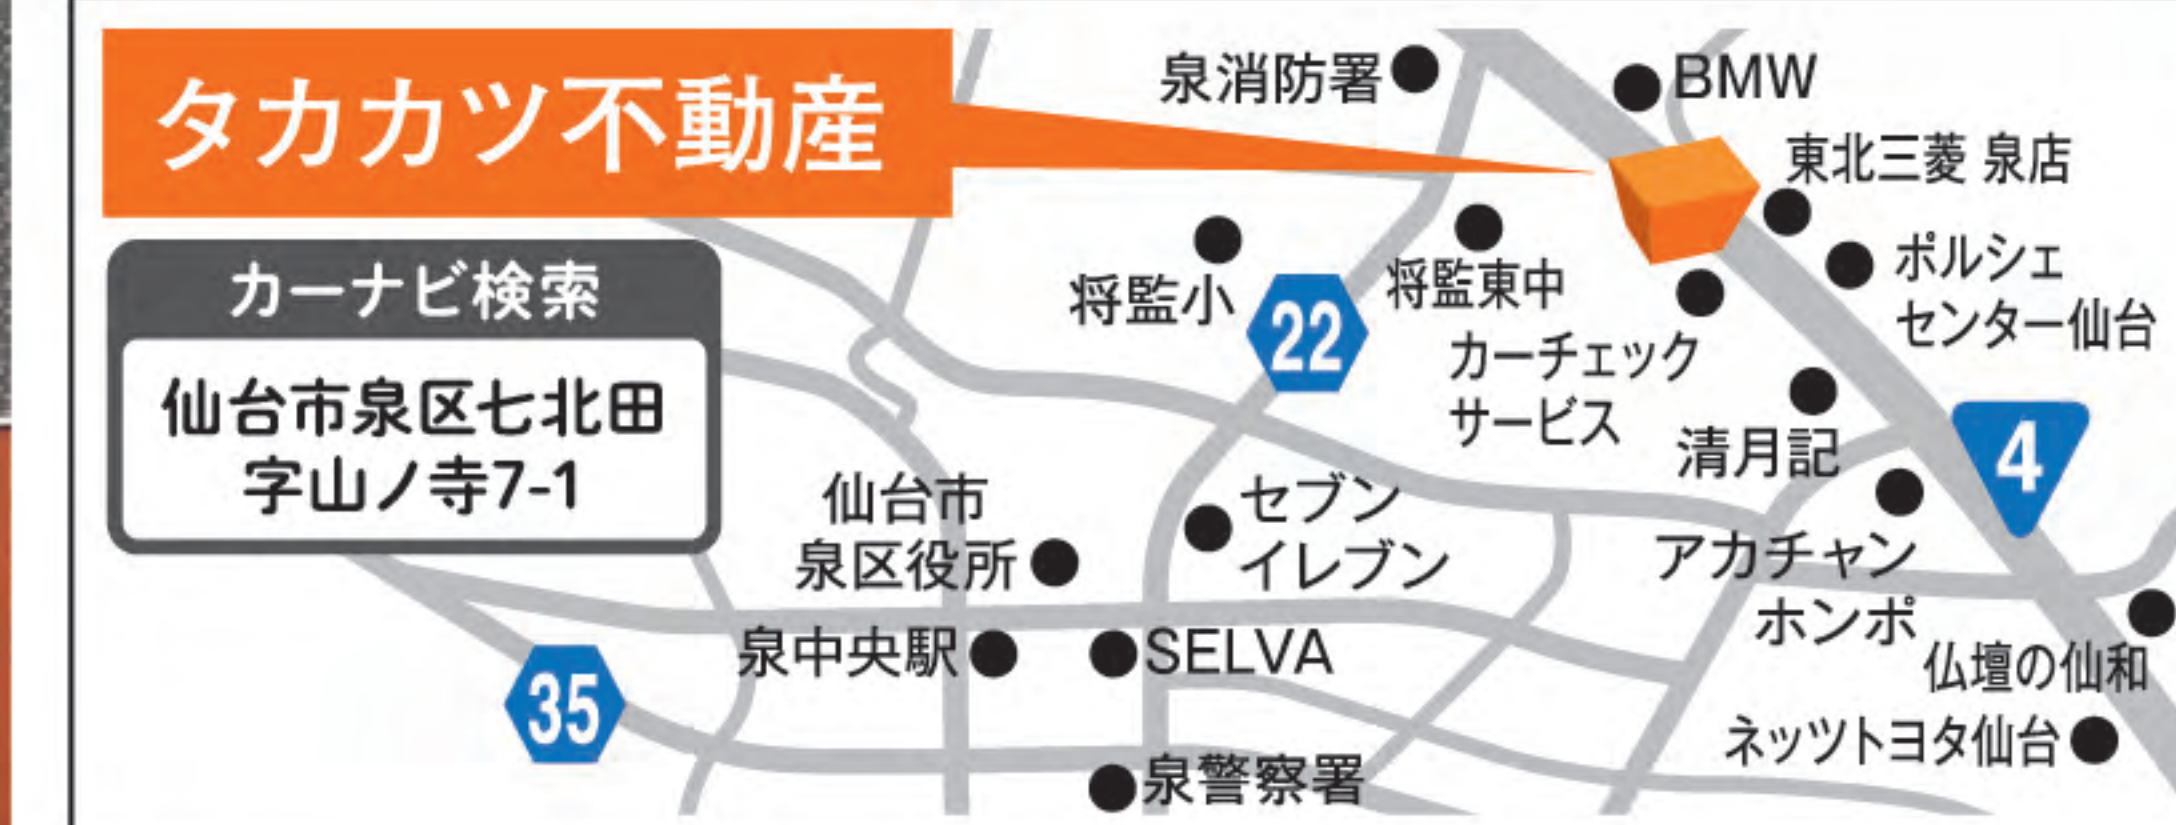 タカカツ不動産
カーナビ検索
仙台市泉区七北田
字山ノ寺7-1
泉消防署
BMW
東北三菱 泉店
ポルシェ
センター仙台
将監小
22
将監東中
カーチェック
サービス
清月記
4
仙台市
泉区役所
セブン
イレブン
アカチャン
ホンポ
泉中央駅
SELVA
仏壇の仙和
35
ネッツトヨタ仙台
泉警察署